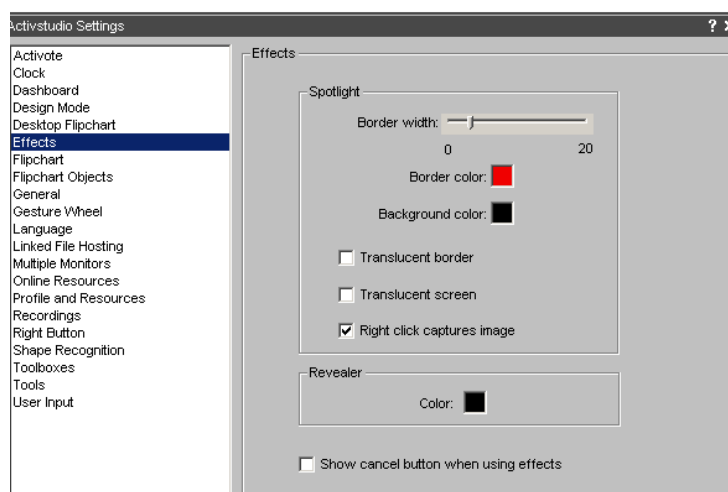 Activstudio Settings
?
Activote
Clock
Dashboard
Design Mode
Desktop Flipchart
Effects
Flipchart
Flipchart Objects
General
Gesture Wheel
Language
Linked File Hosting
Multiple Monitors
Online Resources
Profile and Resources
Recordings
Right Button
Shape Recognition
Toolboxes
Tools
User Input
Effects
Spotlight
Border width:
0 20
Border color:
Background color:
Translucent border
Translucent screen
Right click captures image
Revealer
Color:
Show cancel button when using effects